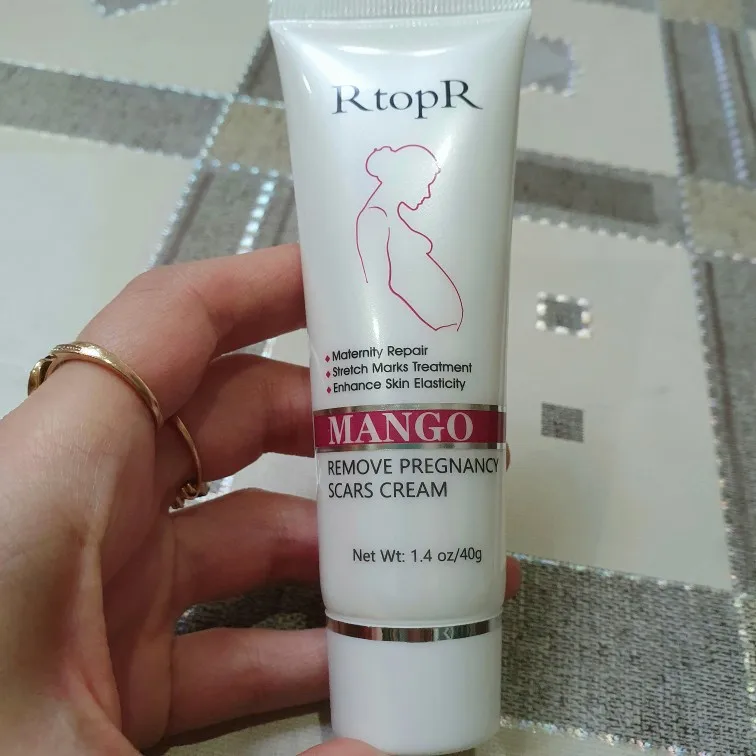 RtopR
Maternity Repair
Stretch Marks Treatment
Enhance Skin Elasticity
MANGO
REMOVE PREGNANCY
SCARS CREAM
Net Wt: 1.4 oz/40g